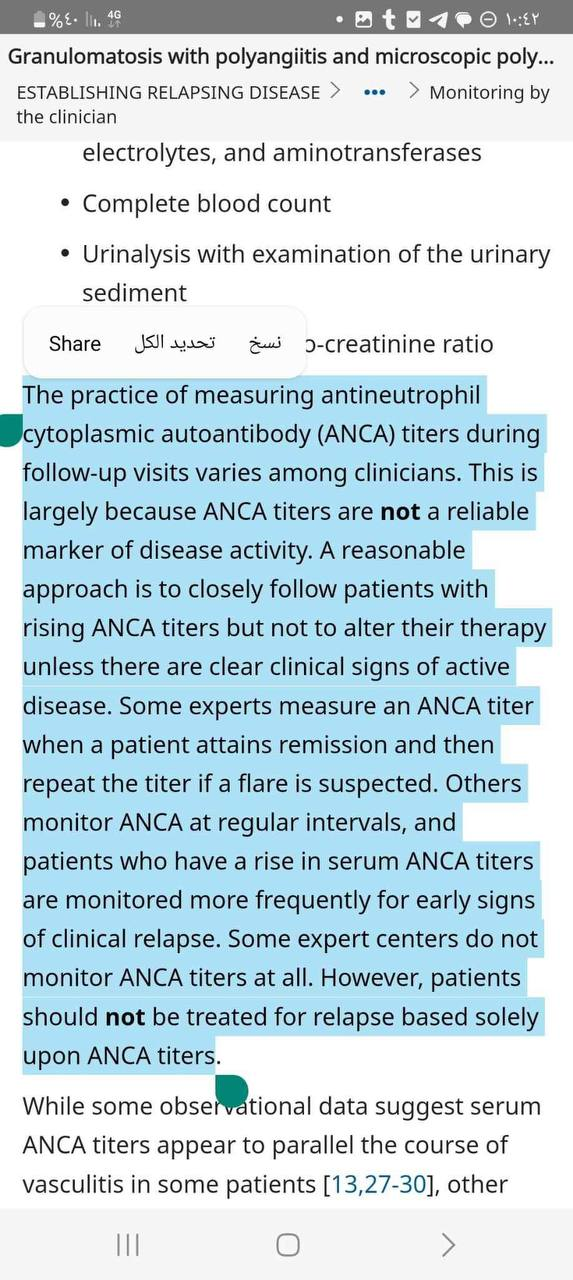 %٤٠ 4G ١٠:٤٢
Granulomatosis with polyangiitis and microscopic poly...
ESTABLISHING RELAPSING DISEASE > ••• > Monitoring by
the clinician
electrolytes, and aminotransferases
• Complete blood count
• Urinalysis with examination of the urinary
sediment
Share تحديد الكل نسخ
o-creatinine ratio
The practice of measuring antineutrophil
cytoplasmic autoantibody (ANCA) titers during
follow-up visits varies among clinicians. This is
largely because ANCA titers are not a reliable
marker of disease activity. A reasonable
approach is to closely follow patients with
rising ANCA titers but not to alter their therapy
unless there are clear clinical signs of active
disease. Some experts measure an ANCA titer
when a patient attains remission and then
repeat the titer if a flare is suspected. Others
monitor ANCA at regular intervals, and
patients who have a rise in serum ANCA titers
are monitored more frequently for early signs
of clinical relapse. Some expert centers do not
monitor ANCA titers at all. However, patients
should not be treated for relapse based solely
upon ANCA titers.
While some observational data suggest serum
ANCA titers appear to parallel the course of
vasculitis in some patients [13,27-30], other